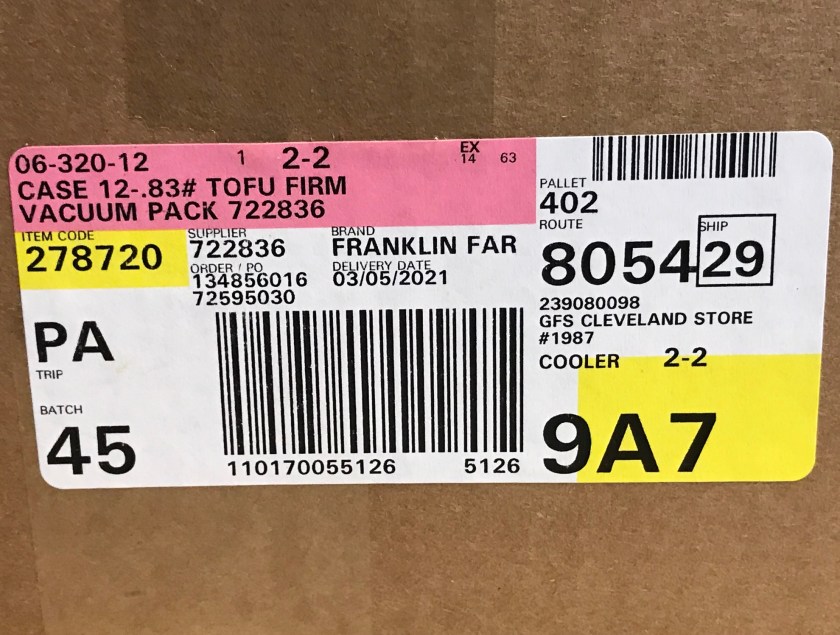 06-320-12 1 2-2 EX 14 63
CASE 12-.83# TOFU FIRM
VACUUM PACK 722836
ITEM CODE
278720
SUPPLIER
722836
BRAND
FRANKLIN FAR
ORDER / PO
134856016
72595030
DELIVERY DATE
03/05/2021
PA
TRIP
BATCH
45
110170055126 5126
PALLET
402
ROUTE
8054
SHIP
29
239080098
GFS CLEVELAND STORE
#1987
COOLER 2-2
9A7